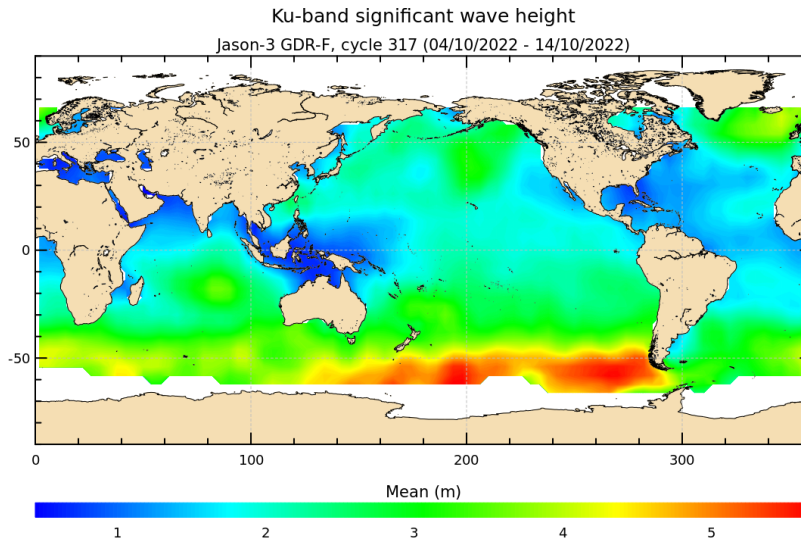 Ku-band significant wave height
Jason-3 GDR-F, cycle 317 (04/10/2022 - 14/10/2022)
50
0
-50
0 100 200 300
Mean (m)
1 2 3 4 5